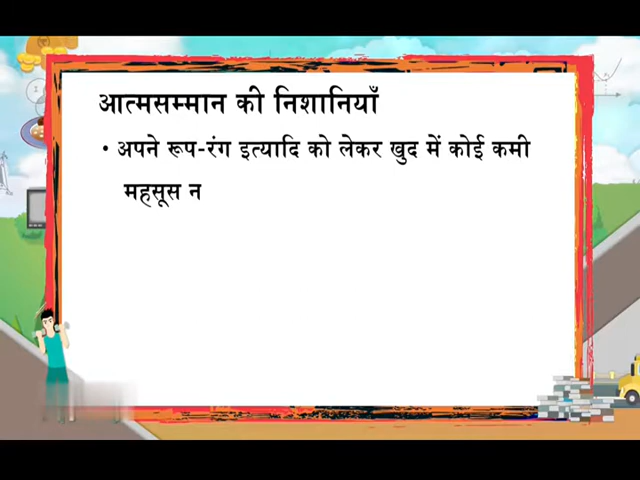 आत्मसम्मान की निशानियाँ
• अपने रूप-रंग इत्यादि को लेकर खुद में कोई कमी
महसूस न